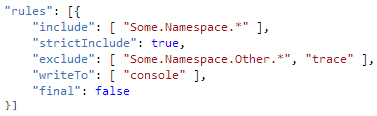 "rules": [{
    "include": [ "Some.Namespace.*" ],
    "strictInclude": true,
    "exclude": [ "Some.Namespace.Other.*", "trace" ],
    "writeTo": [ "console" ],
    "final": false
}]